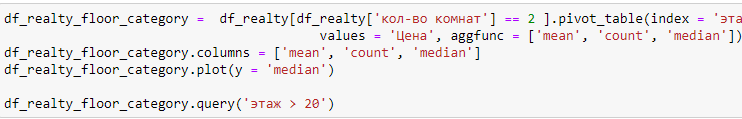 df_realty_floor_category = df_realty[df_realty['кол-во комнат'] == 2 ].pivot_table(index = 'эта
values = 'Цена', aggfunc = ['mean', 'count', 'median'])
df_realty_floor_category.columns = ['mean', 'count', 'median']
df_realty_floor_category.plot(y = 'median')
df_realty_floor_category.query('этаж > 20')